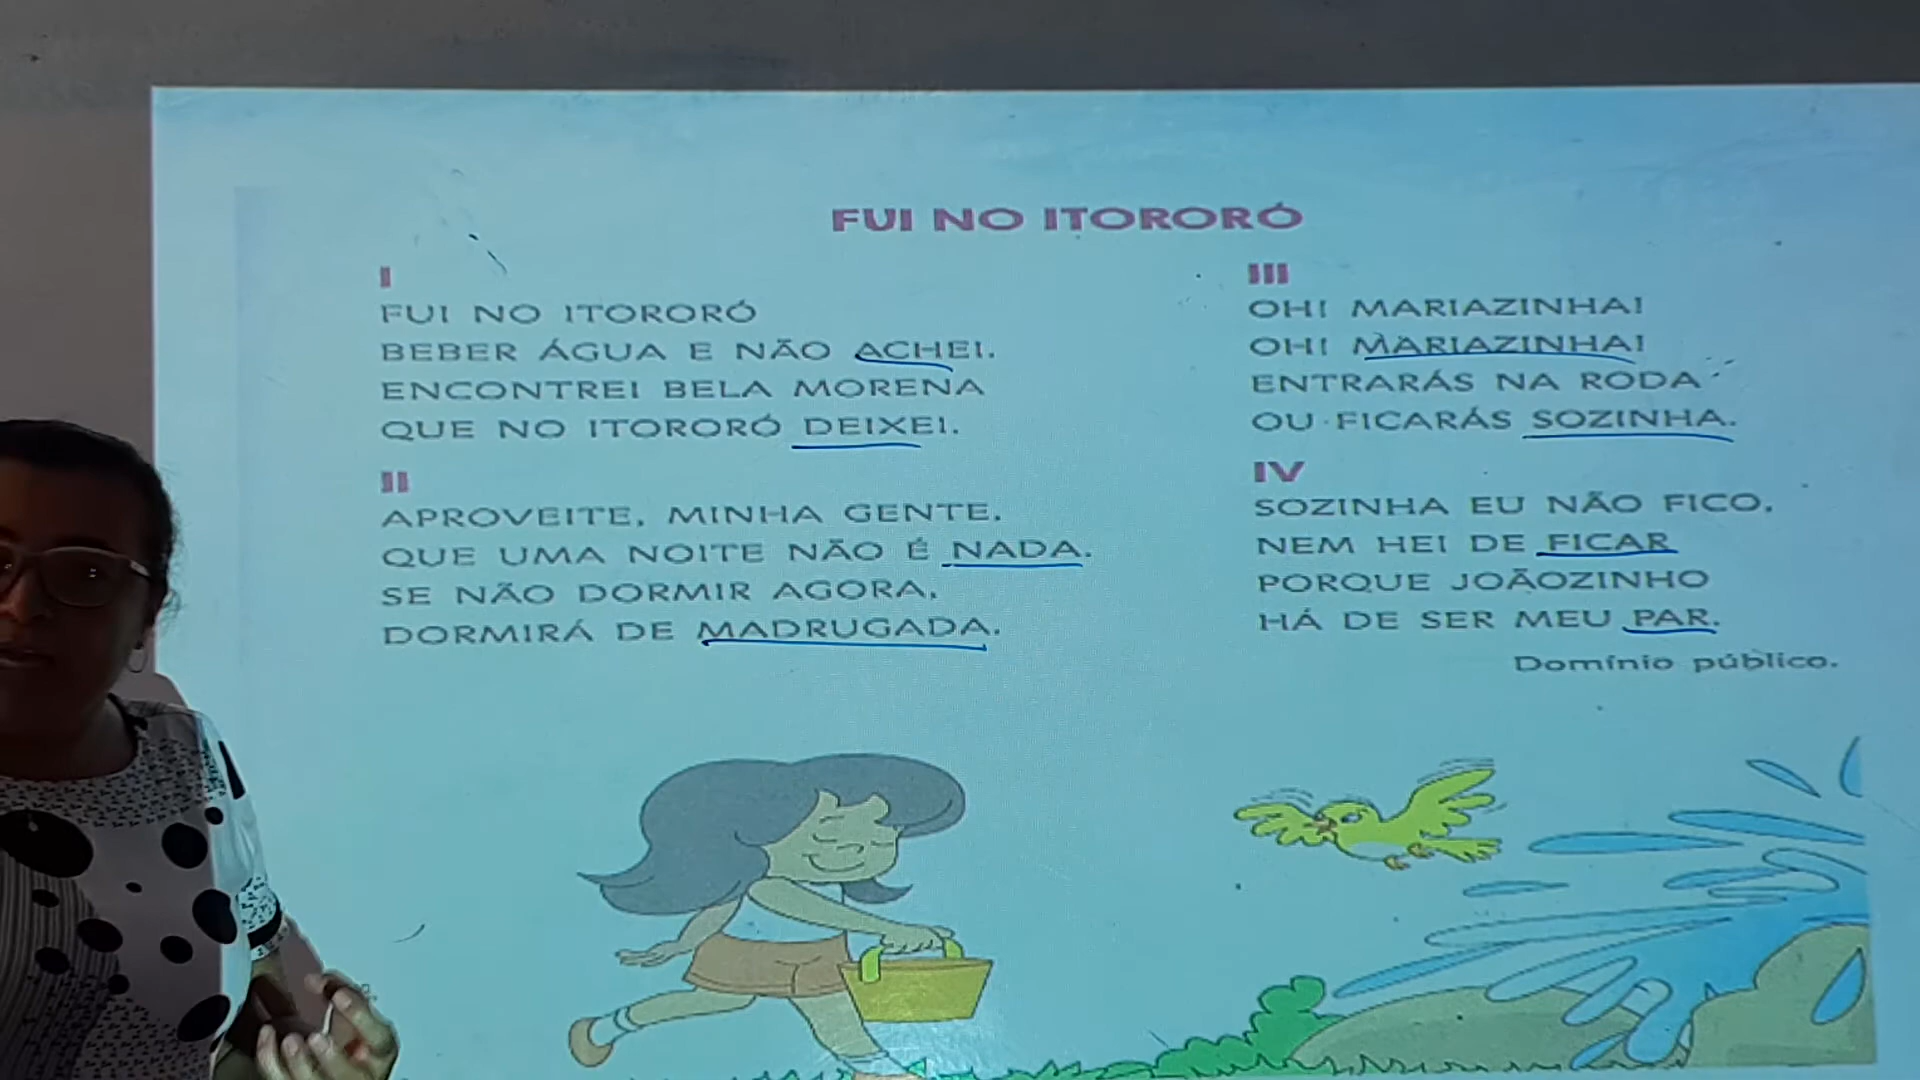 FUI NO ITORORÓ
I
FUI NO ITORORÓ
BEBER ÁGUA E NÃO ACHEI.
ENCONTREI BELA MORENA
QUE NO ITORORÓ DEIXEI.
II
APROVEITE, MINHA GENTE,
QUE UMA NOITE NÃO É NADA.
SE NÃO DORMIR AGORA,
DORMIRÁ DE MADRUGADA.
III
OH! MARIAZINHA!
OH! MARIAZINHA!
ENTRARÁS NA RODA
OU FICARÁS SOZINHA.
IV
SOZINHA EU NÃO FICO,
NEM HEI DE FICAR
PORQUE JOÃOZINHO
HÁ DE SER MEU PAR.
Domínio público.